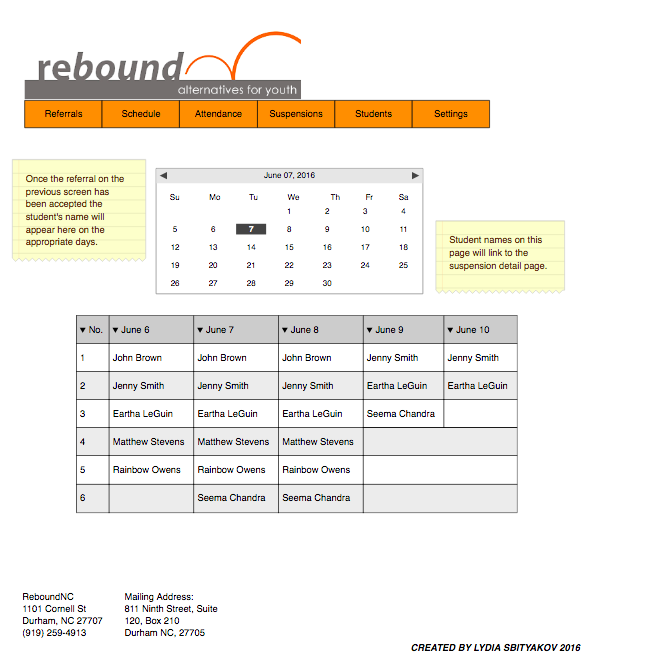 reboundNC
alternatives for youth
Referrals Schedule Attendance Suspensions Students Settings
Once the referral on the
previous screen has
been accepted the
student's name will
appear here on the
appropriate days.
◀ June 07, 2016 ▶
Su Mo Tu We Th Fr Sa
1 2 3 4
5 6 7 8 9 10 11
12 13 14 15 16 17 18
19 20 21 22 23 24 25
26 27 28 29 30
Student names on this
page will link to the
suspension detail page.
▼ No. ▼ June 6 ▼ June 7 ▼ June 8 ▼ June 9 ▼ June 10
1 John Brown John Brown John Brown Jenny Smith Jenny Smith
2 Jenny Smith Jenny Smith Jenny Smith Eartha LeGuin Eartha LeGuin
3 Eartha LeGuin Eartha LeGuin Eartha LeGuin Seema Chandra
4 Matthew Stevens Matthew Stevens Matthew Stevens
5 Rainbow Owens Rainbow Owens Rainbow Owens
6 Seema Chandra Seema Chandra
ReboundNC
1101 Cornell St
Durham, NC 27707
(919) 259-4913
Mailing Address:
811 Ninth Street, Suite
120, Box 210
Durham NC, 27705
CREATED BY LYDIA SBITYAKOV 2016